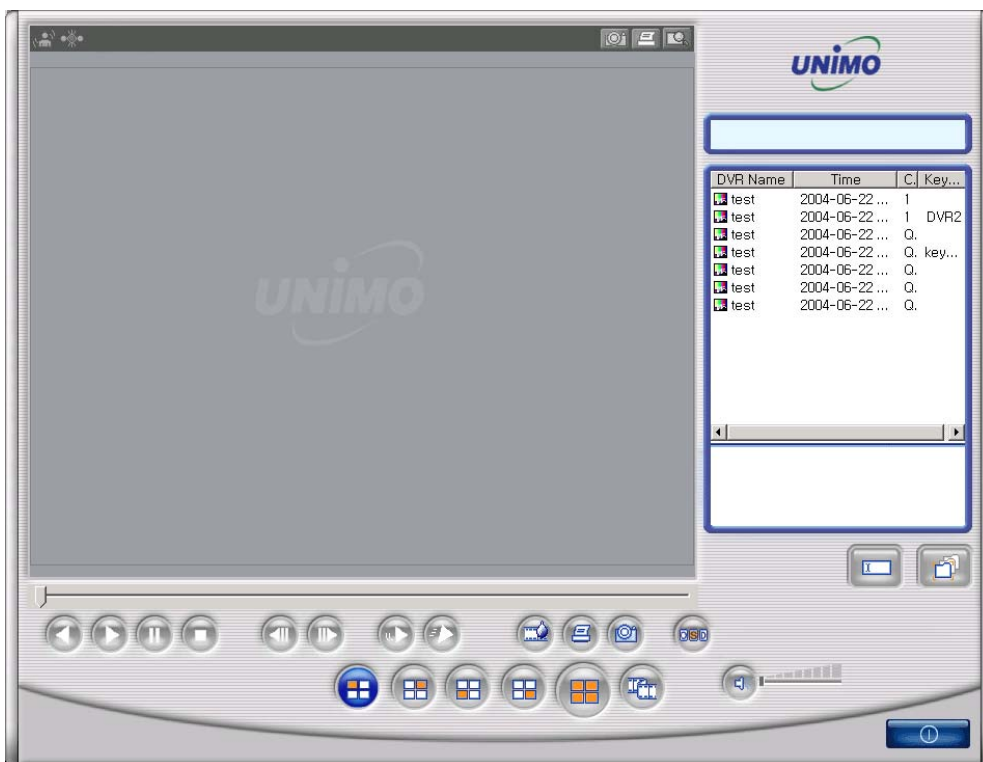 UNIMO
UNIMO
DVR Name Time C. Key...
test 2004-06-22 ... 1
test 2004-06-22 ... 1 DVR2
test 2004-06-22 ... Q.
test 2004-06-22 ... Q. key...
test 2004-06-22 ... Q.
test 2004-06-22 ... Q.
test 2004-06-22 ... Q.
DSD